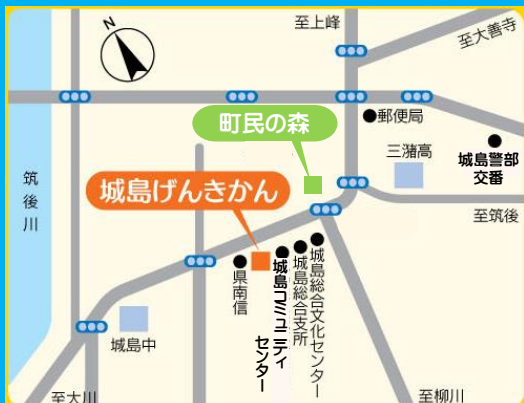 N
至上峰
至大善寺
郵便局
町民の森
三潴高
城島警部
交番
筑後川
城島げんきかん
至筑後
県南信
城島コミュニティ
センター
城島総合支所
城島総合文化センター
城島中
至大川
至柳川